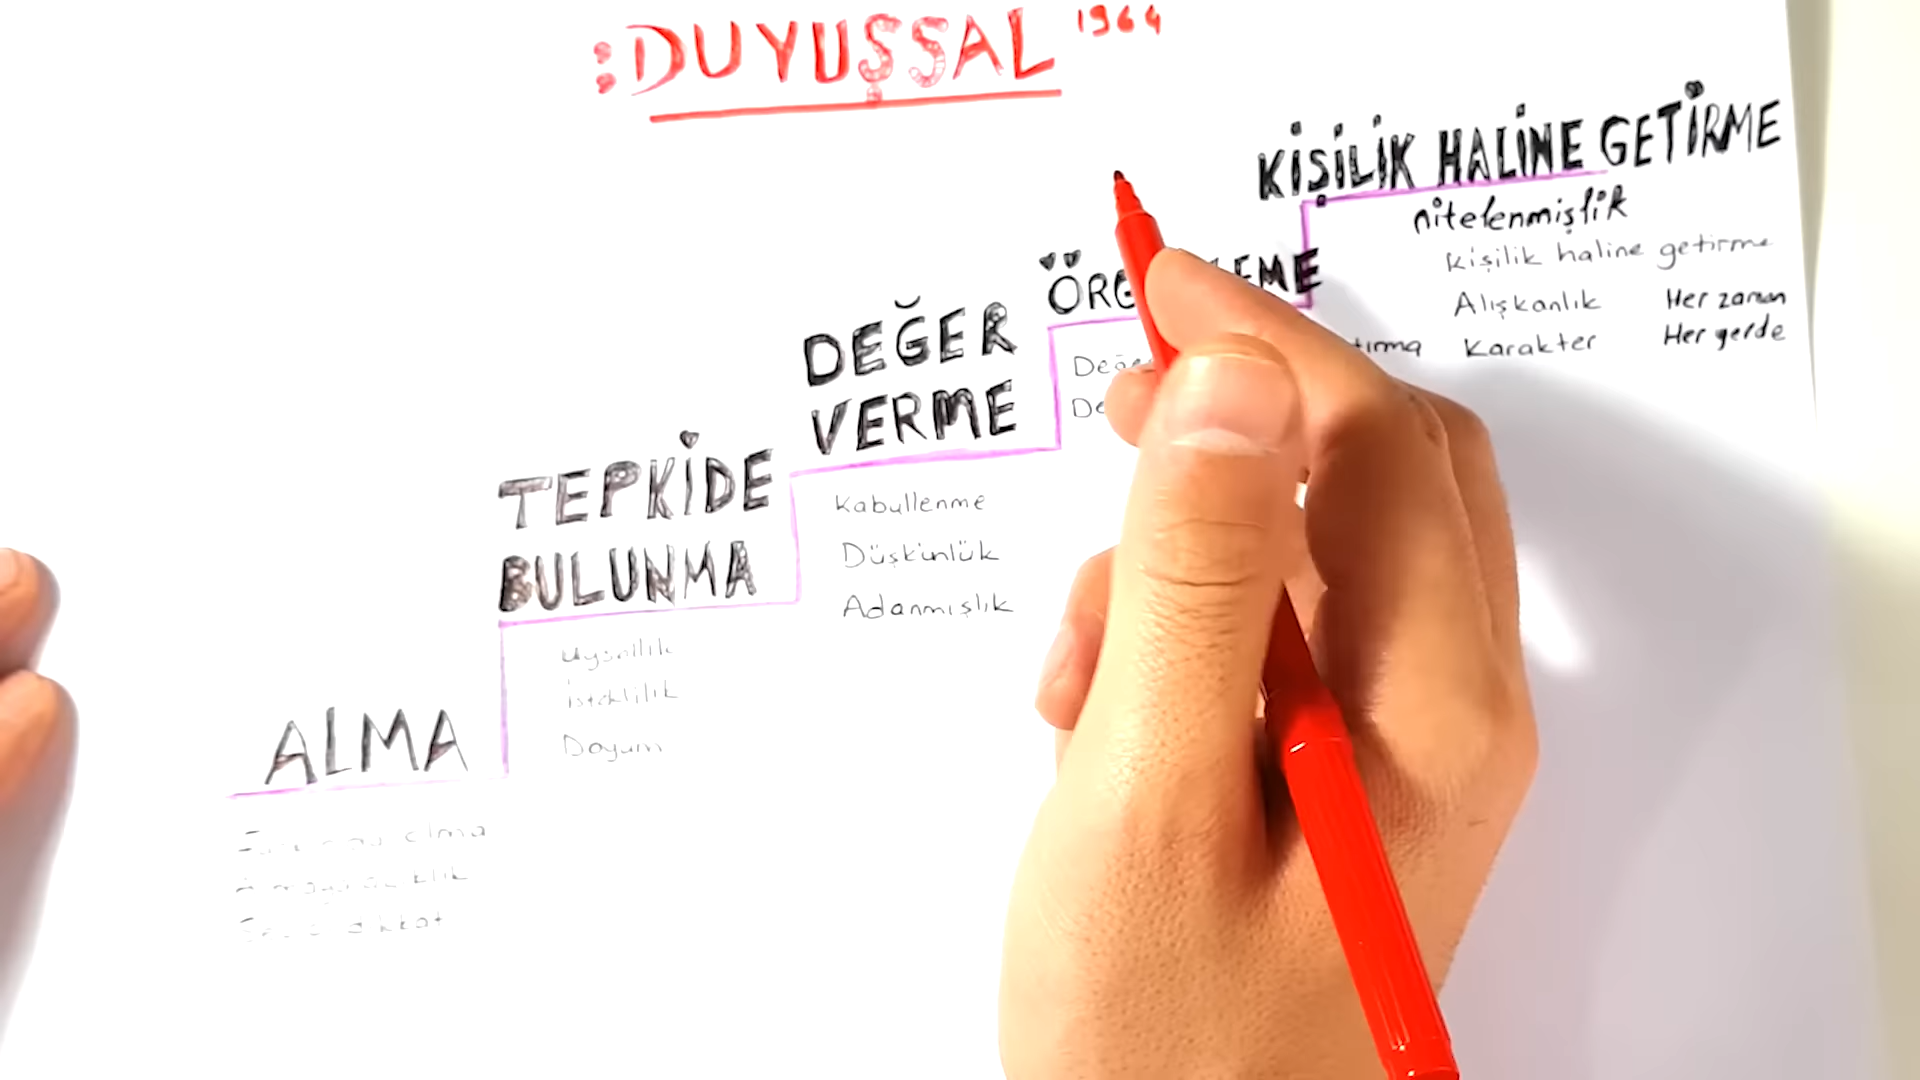 :DUYUŞSAL 1964
KİŞİLİK HALİNE GETİRME
nitelenmişlik
Kişilik haline getirme
Alışkanlık Her zaman
Karakter Her yerde
DEĞER
VERME
Kabullenme
Düşkünlük
Adanmışlık
TEPKİDE
BULUNMA
Uysallık
İsteklilik
Doyum
ALMA